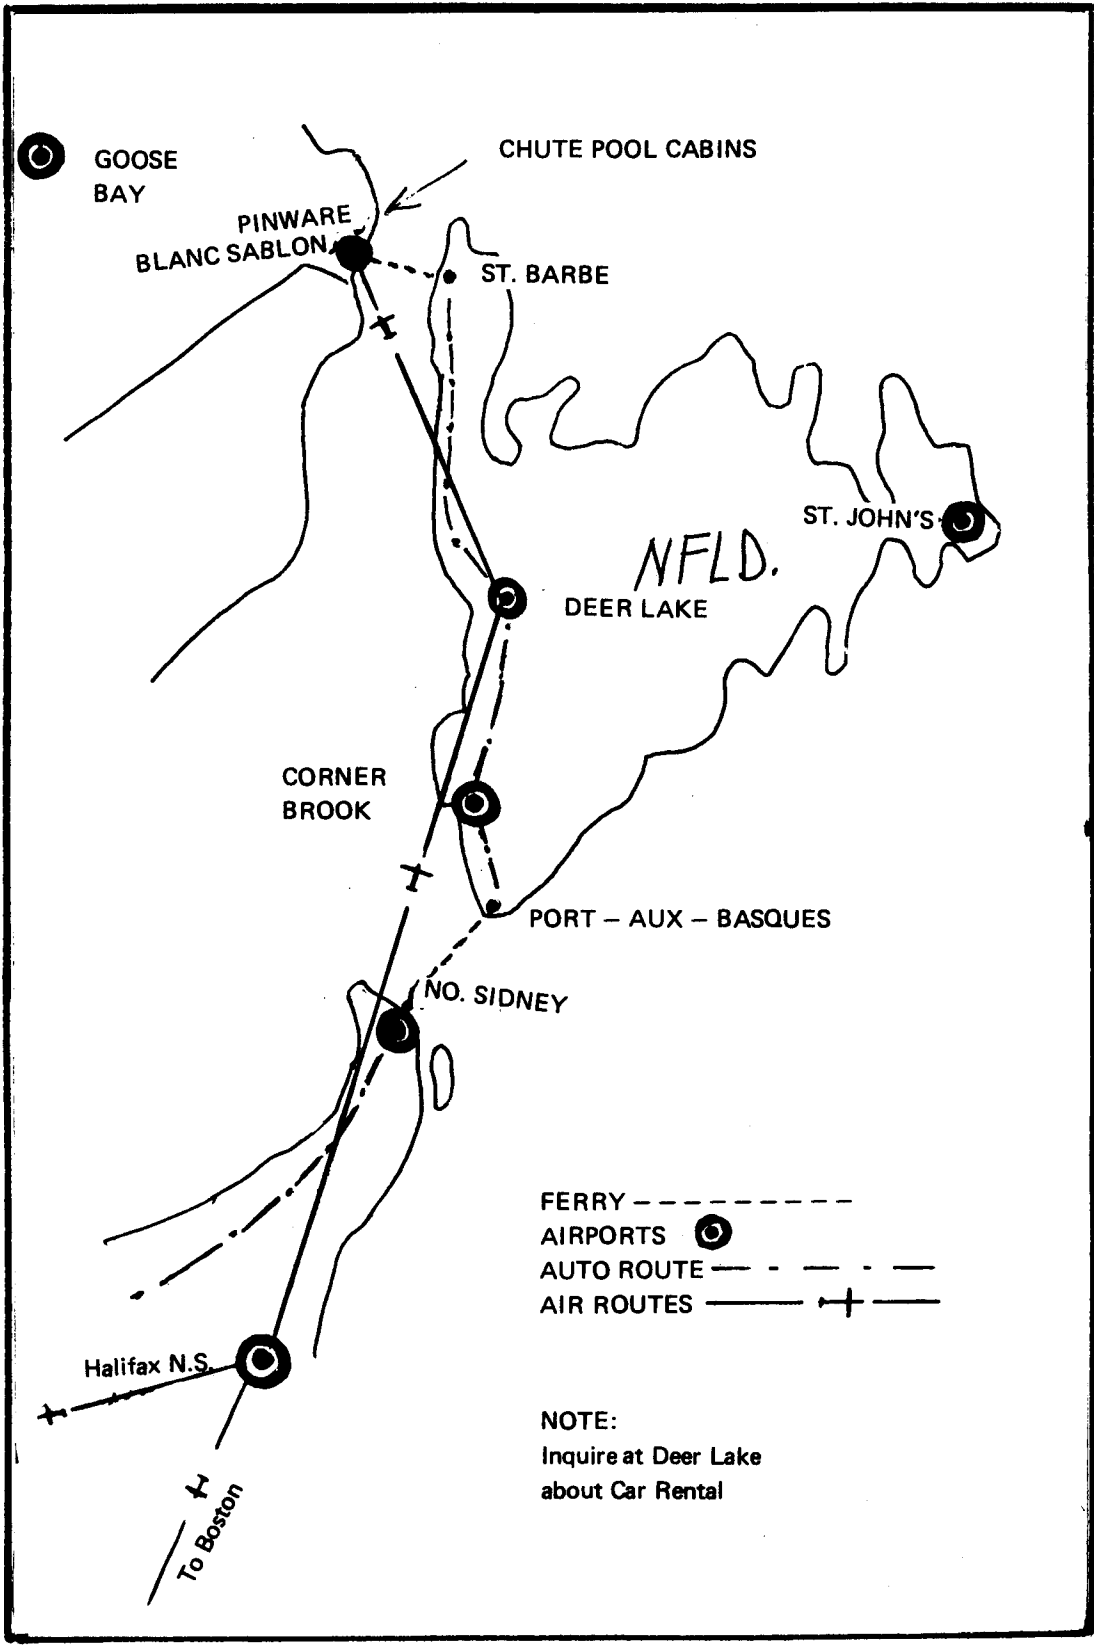 GOOSE
BAY
CHUTE POOL CABINS
PINWARE
BLANC SABLON
ST. BARBE
ST. JOHN'S
NFLD.
DEER LAKE
CORNER
BROOK
PORT – AUX – BASQUES
NO. SIDNEY
FERRY
AIRPORTS
AUTO ROUTE
AIR ROUTES
Halifax N.S.
To Boston
NOTE:
Inquire at Deer Lake
about Car Rental